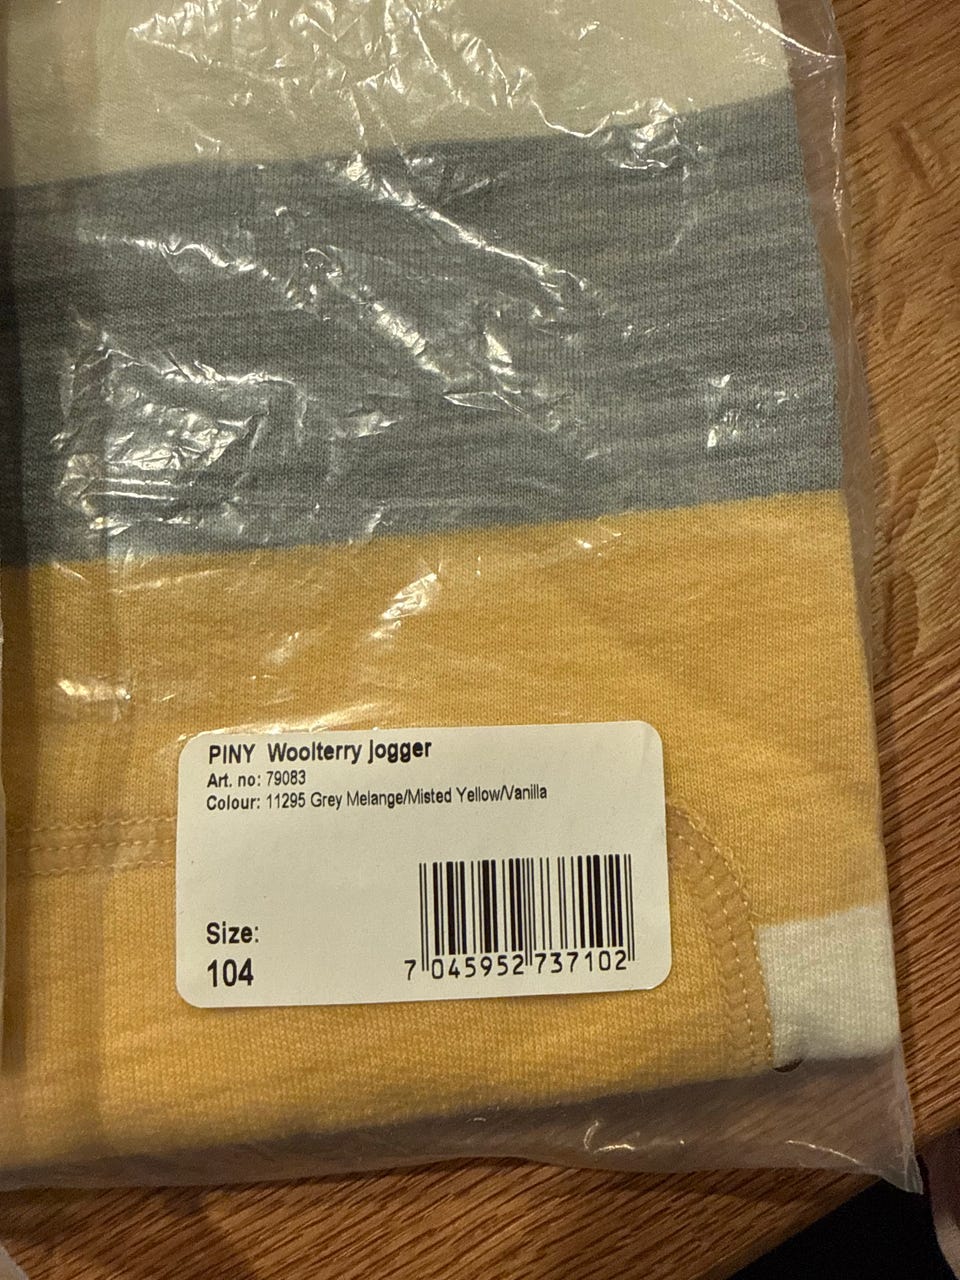 PINY Woolterry Jogger
Art. no: 79083
Colour: 11295 Grey Melange/Misted Yellow/Vanilla
Size:
104
7 045952 737102